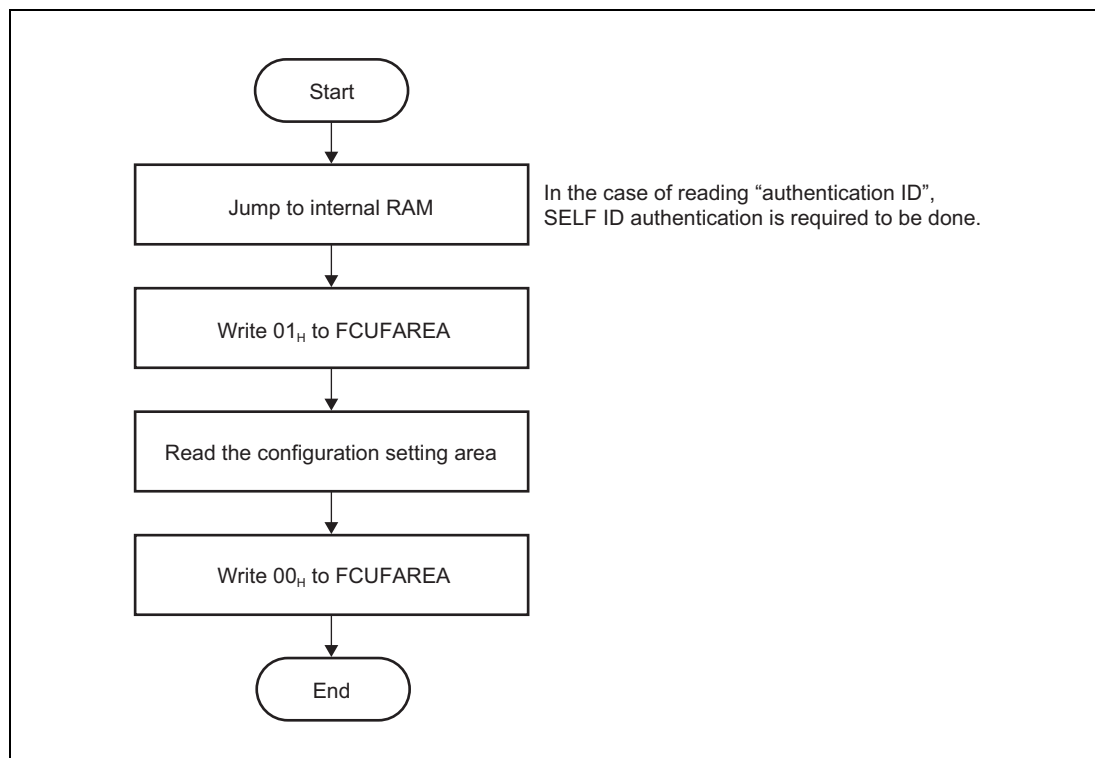 Start
Jump to internal RAM
In the case of reading “authentication ID”,
SELF ID authentication is required to be done.
Write 01H to FCUFAREA
Read the configuration setting area
Write 00H to FCUFAREA
End